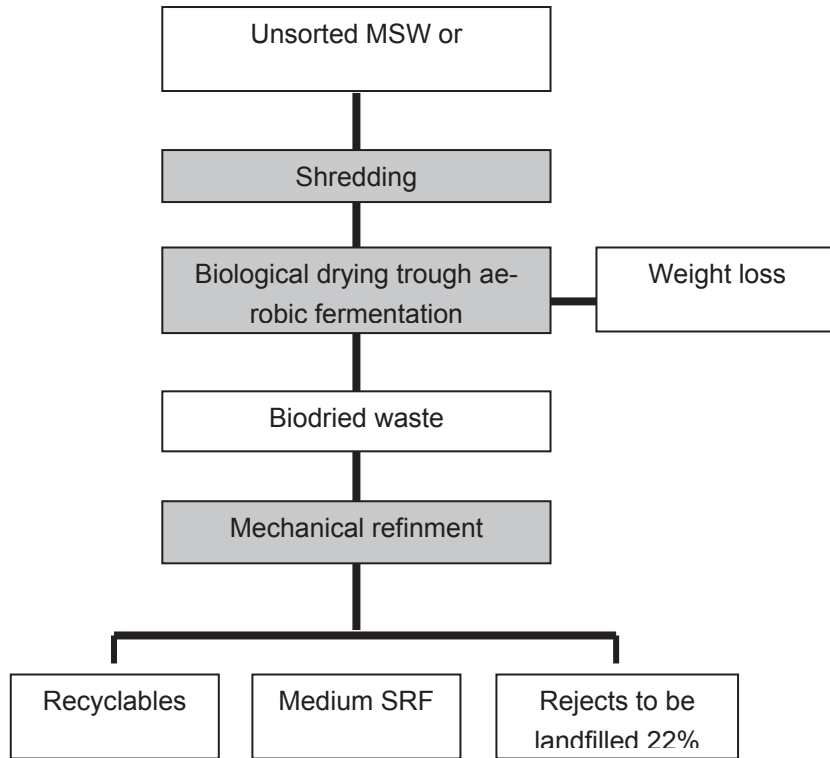 Unsorted MSW or
Shredding
Biological drying trough ae-
robic fermentation
Weight loss
Biodried waste
Mechanical refinment
Recyclables
Medium SRF
Rejects to be
landfilled 22%